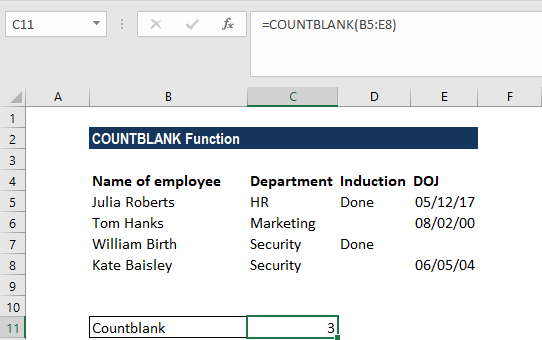 C11 fx =COUNTBLANK(B5:E8)
A B C D E F
1
2 COUNTBLANK Function
3
4 Name of employee Department Induction DOJ
5 Julia Roberts HR Done 05/12/17
6 Tom Hanks Marketing 08/02/00
7 William Birth Security Done
8 Kate Baisley Security 06/05/04
9
10
11 Countblank 3